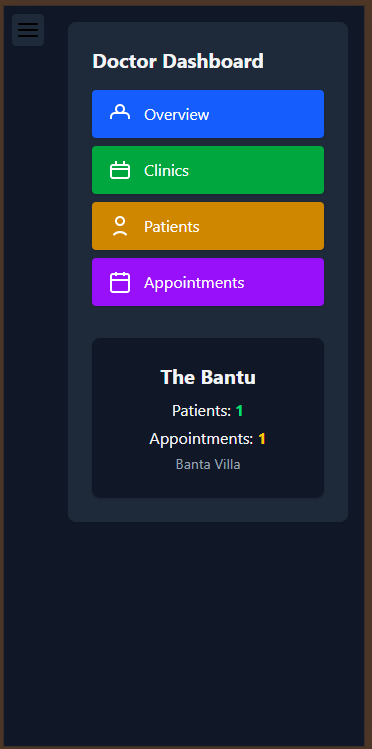 Doctor Dashboard
Overview
Clinics
Patients
Appointments
The Bantu
Patients: 1
Appointments: 1
Banta Villa